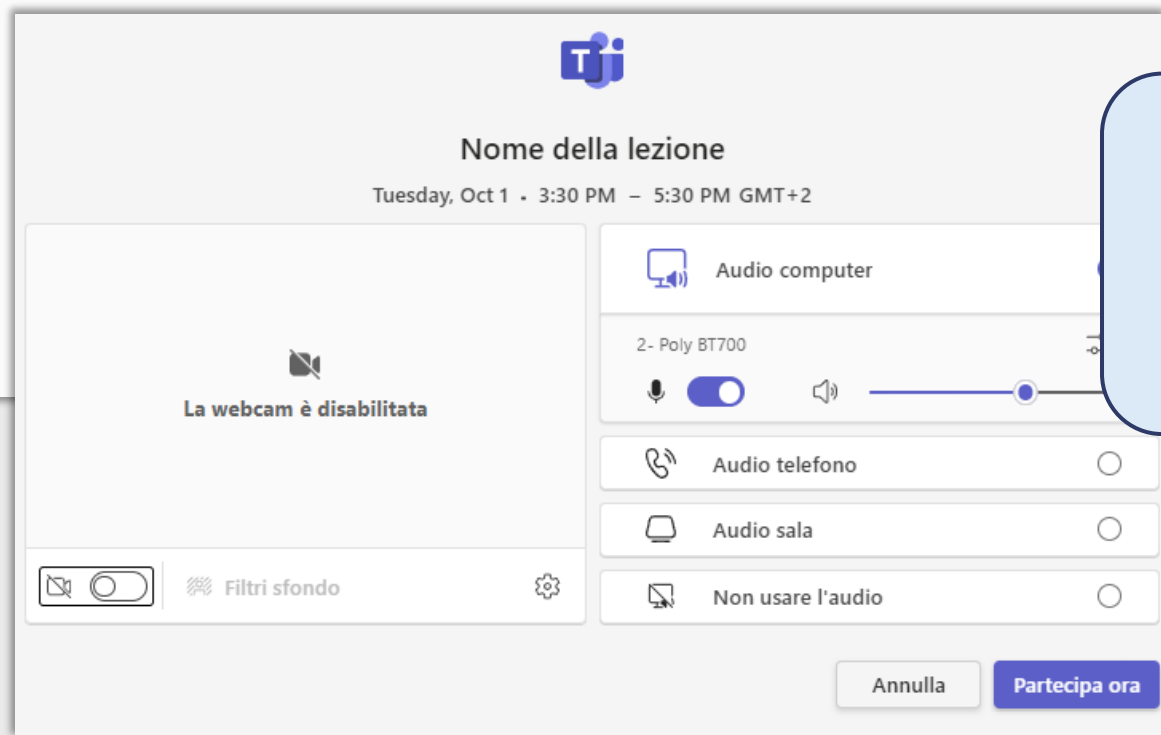 Nome della lezione
Tuesday, Oct 1 • 3:30 PM – 5:30 PM GMT+2
La webcam è disabilitata
Filtri sfondo
Audio computer
2- Poly BT700
Audio telefono
Audio sala
Non usare l'audio
Annulla
Partecipa ora